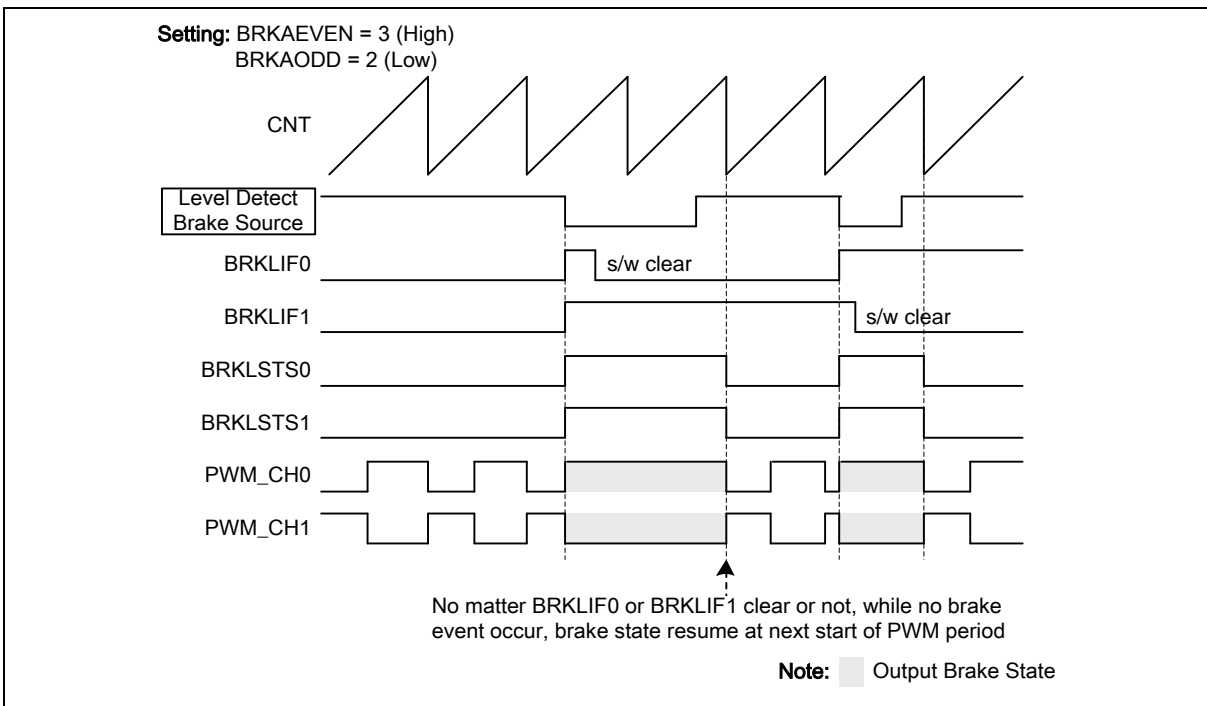 Setting: BRKAEVEN = 3 (High)
BRKAODD = 2 (Low)
CNT
Level Detect
Brake Source
BRKLIF0
s/w clear
BRKLIF1
s/w clear
BRKLSTS0
BRKLSTS1
PWM_CH0
PWM_CH1
No matter BRKLIF0 or BRKLIF1 clear or not, while no brake
event occur, brake state resume at next start of PWM period
Note: Output Brake State